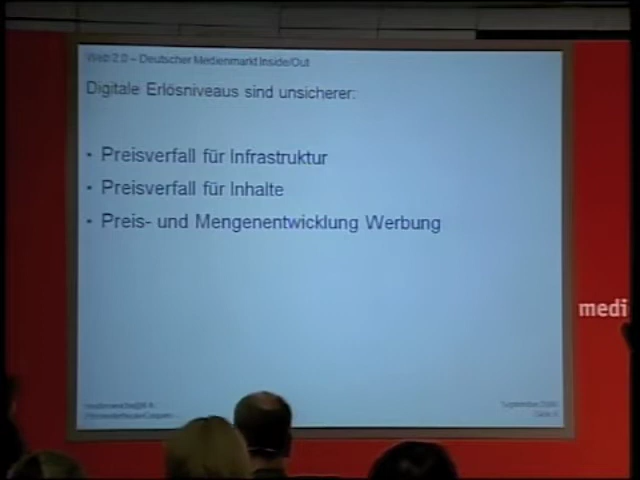 Web 2.0 – Deutscher Medienmarkt Inside/Out
Digitale Erlösniveaus sind unsicherer:
• Preisverfall für Infrastruktur
• Preisverfall für Inhalte
• Preis- und Mengenentwicklung Werbung
medi
September